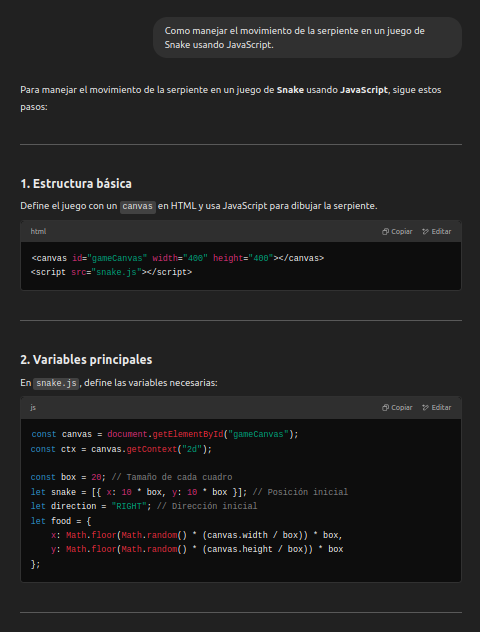 Como manejar el movimiento de la serpiente en un juego de
Snake usando JavaScript.
Para manejar el movimiento de la serpiente en un juego de Snake usando JavaScript, sigue estos
pasos:
1. Estructura básica
Define el juego con un canvas en HTML y usa JavaScript para dibujar la serpiente.
html Copiar Editar
<canvas id="gameCanvas" width="400" height="400"></canvas>
<script src="snake.js"></script>
2. Variables principales
En snake.js, define las variables necesarias:
js Copiar Editar
const canvas = document.getElementById("gameCanvas");
const ctx = canvas.getContext("2d");
const box = 20; // Tamaño de cada cuadro
let snake = [{ x: 10 * box, y: 10 * box }]; // Posición inicial
let direction = "RIGHT"; // Dirección inicial
let food = {
    x: Math.floor(Math.random() * (canvas.width / box)) * box,
    y: Math.floor(Math.random() * (canvas.height / box)) * box
};